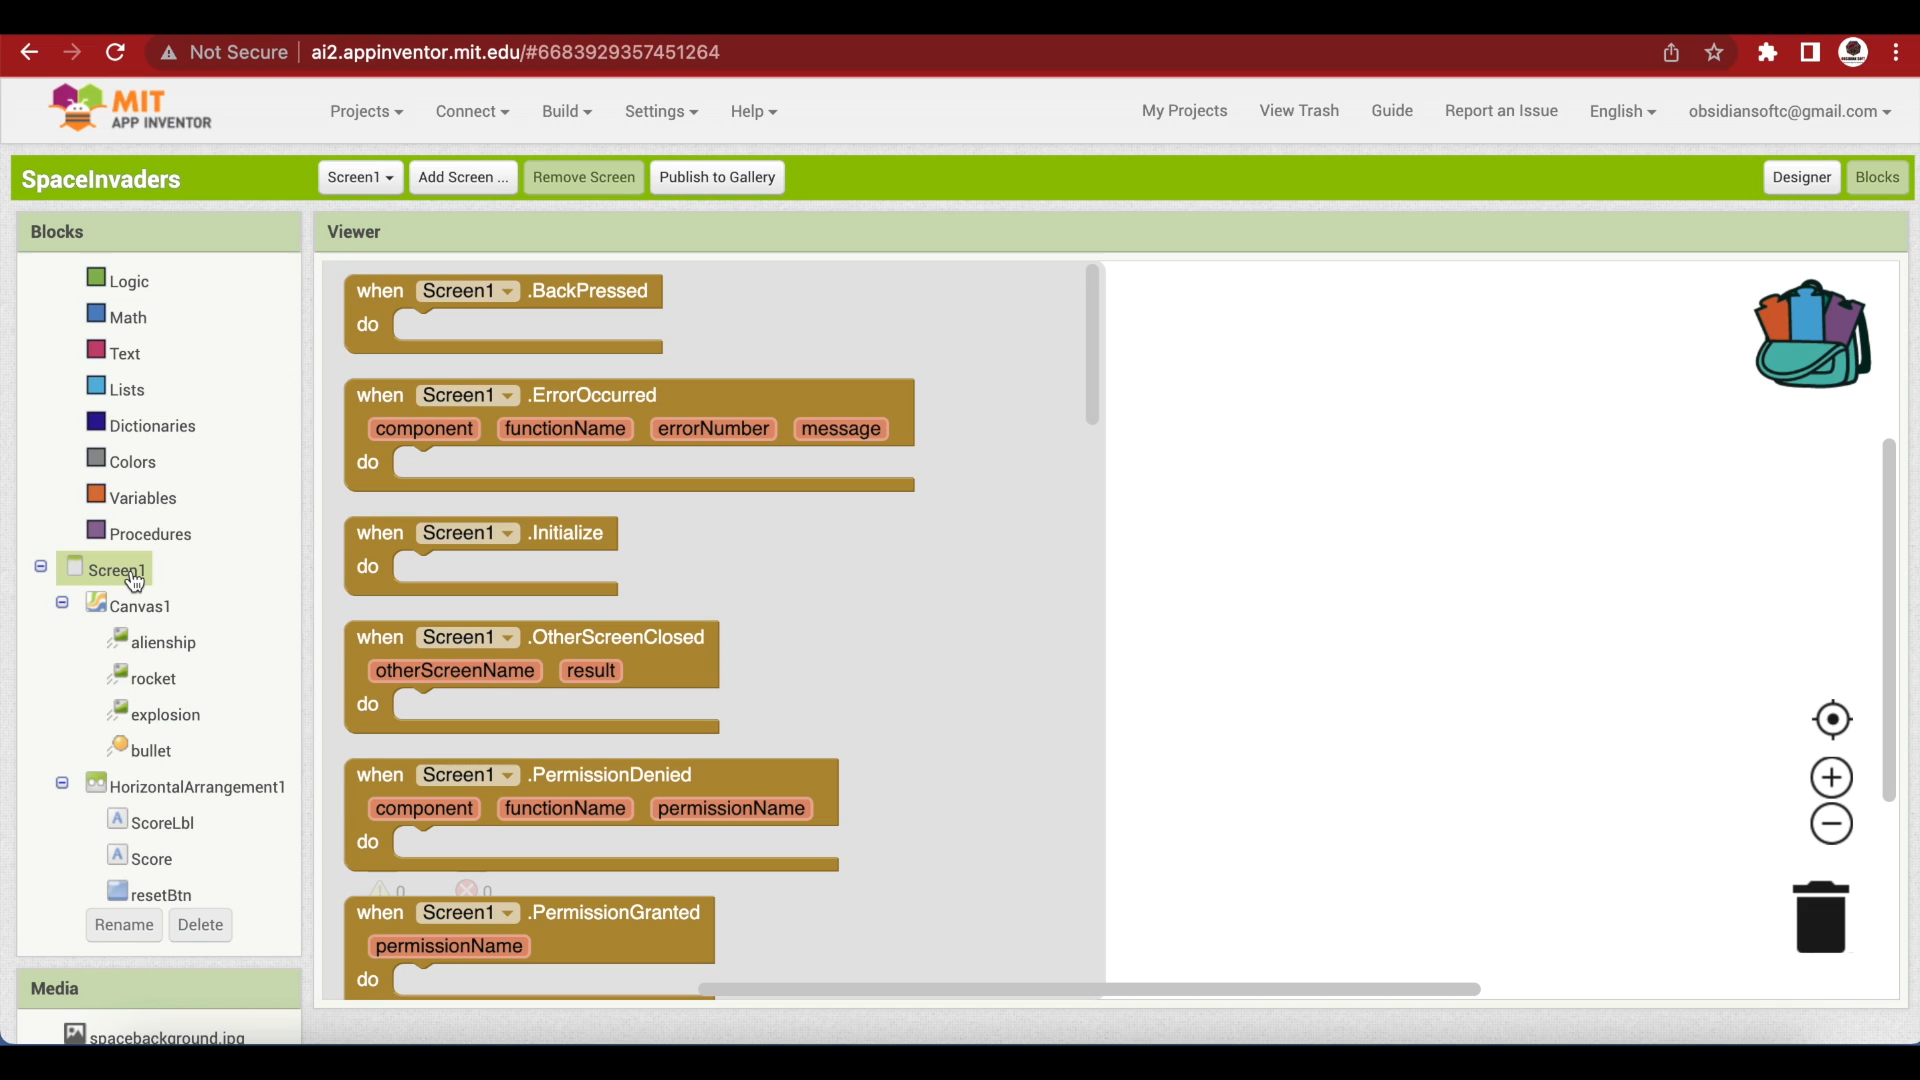 Not Secure | ai2.appinventor.mit.edu/#6683929357451264
MIT
APP INVENTOR
Projects Connect Build Settings Help My Projects View Trash Guide Report an Issue English obsidiansoftc@gmail.com
SpaceInvaders Screen1 Add Screen ... Remove Screen Publish to Gallery Designer Blocks
Blocks
Logic
Math
Text
Lists
Dictionaries
Colors
Variables
Procedures
Screen1
Canvas1
alienship
rocket
explosion
bullet
HorizontalArrangement1
ScoreLbl
Score
resetBtn
Rename Delete
Media
spacebackground.jpg
Viewer
when Screen1 .BackPressed
do
when Screen1 .ErrorOccurred
component functionName errorNumber message
do
when Screen1 .Initialize
do
when Screen1 .OtherScreenClosed
otherScreenName result
do
when Screen1 .PermissionDenied
component functionName permissionName
do
0 0
when Screen1 .PermissionGranted
permissionName
do